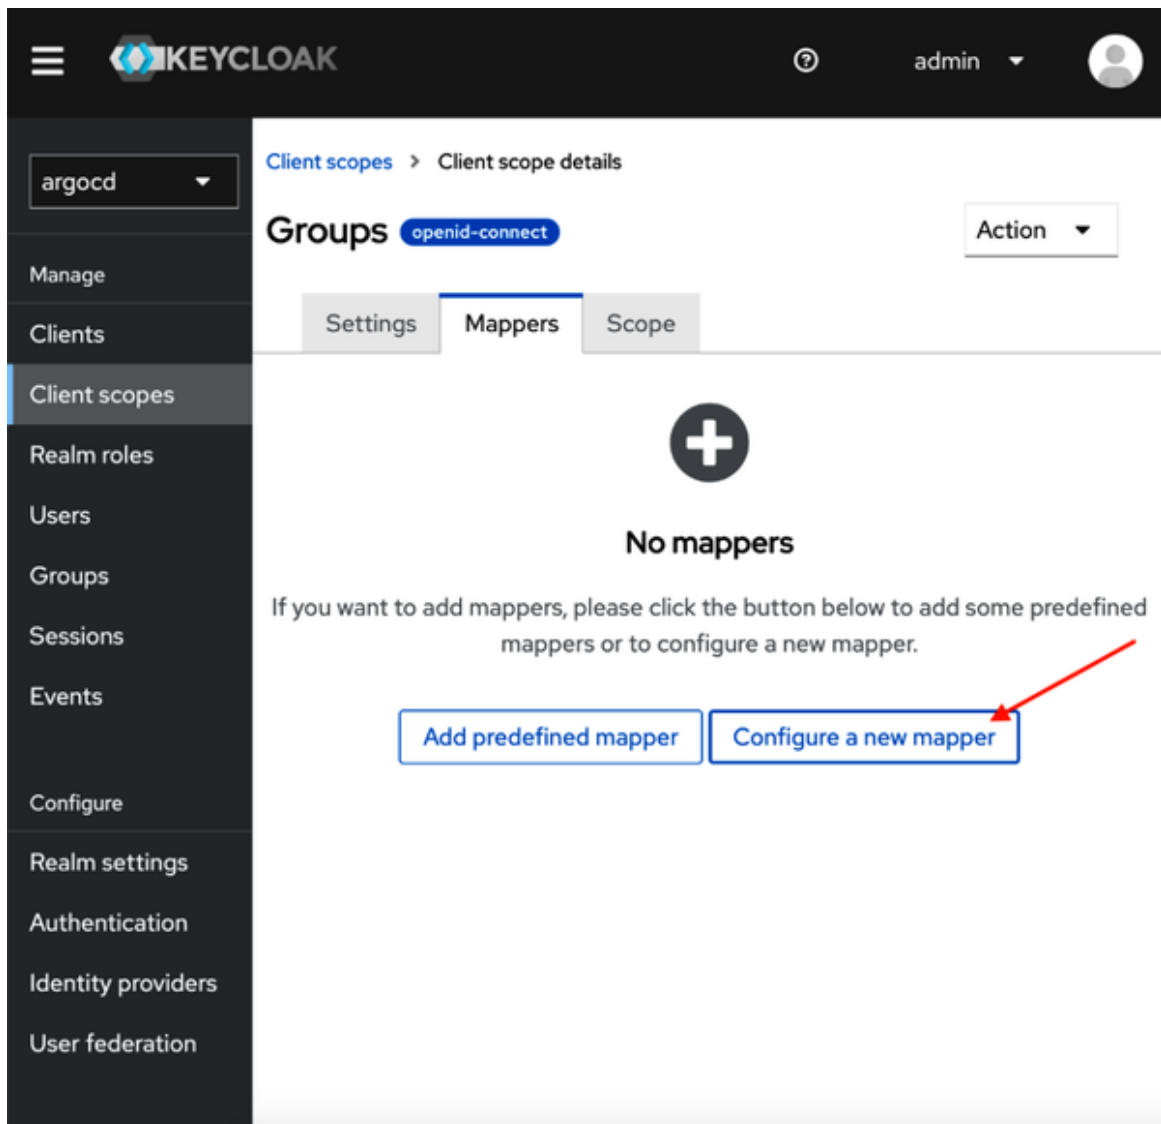 KEYCLOAK
admin
argocd
Manage
Clients
Client scopes
Realm roles
Users
Groups
Sessions
Events
Configure
Realm settings
Authentication
Identity providers
User federation
Client scopes > Client scope details
Groups openid-connect
Action
Settings Mappers Scope
No mappers
If you want to add mappers, please click the button below to add some predefined
mappers or to configure a new mapper.
Add predefined mapper Configure a new mapper